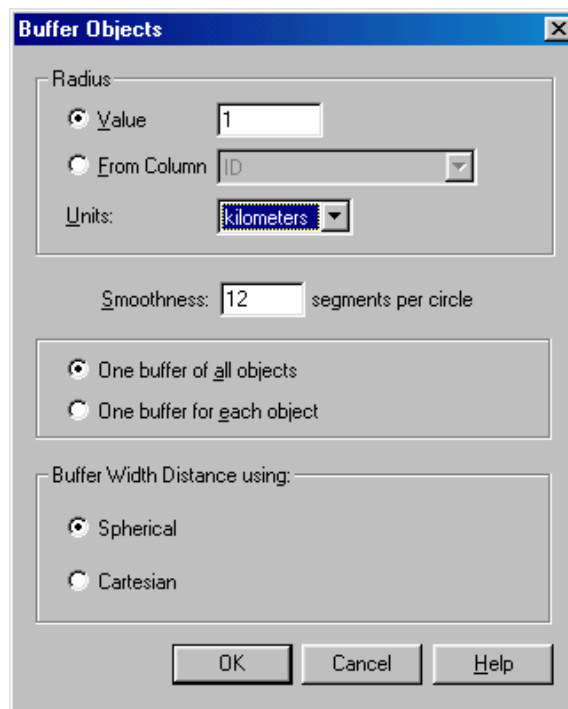 Buffer Objects
Radius
Value 1
From Column ID
Units: kilometers
Smoothness: 12 segments per circle
One buffer of all objects
One buffer for each object
Buffer Width Distance using:
Spherical
Cartesian
OK Cancel Help